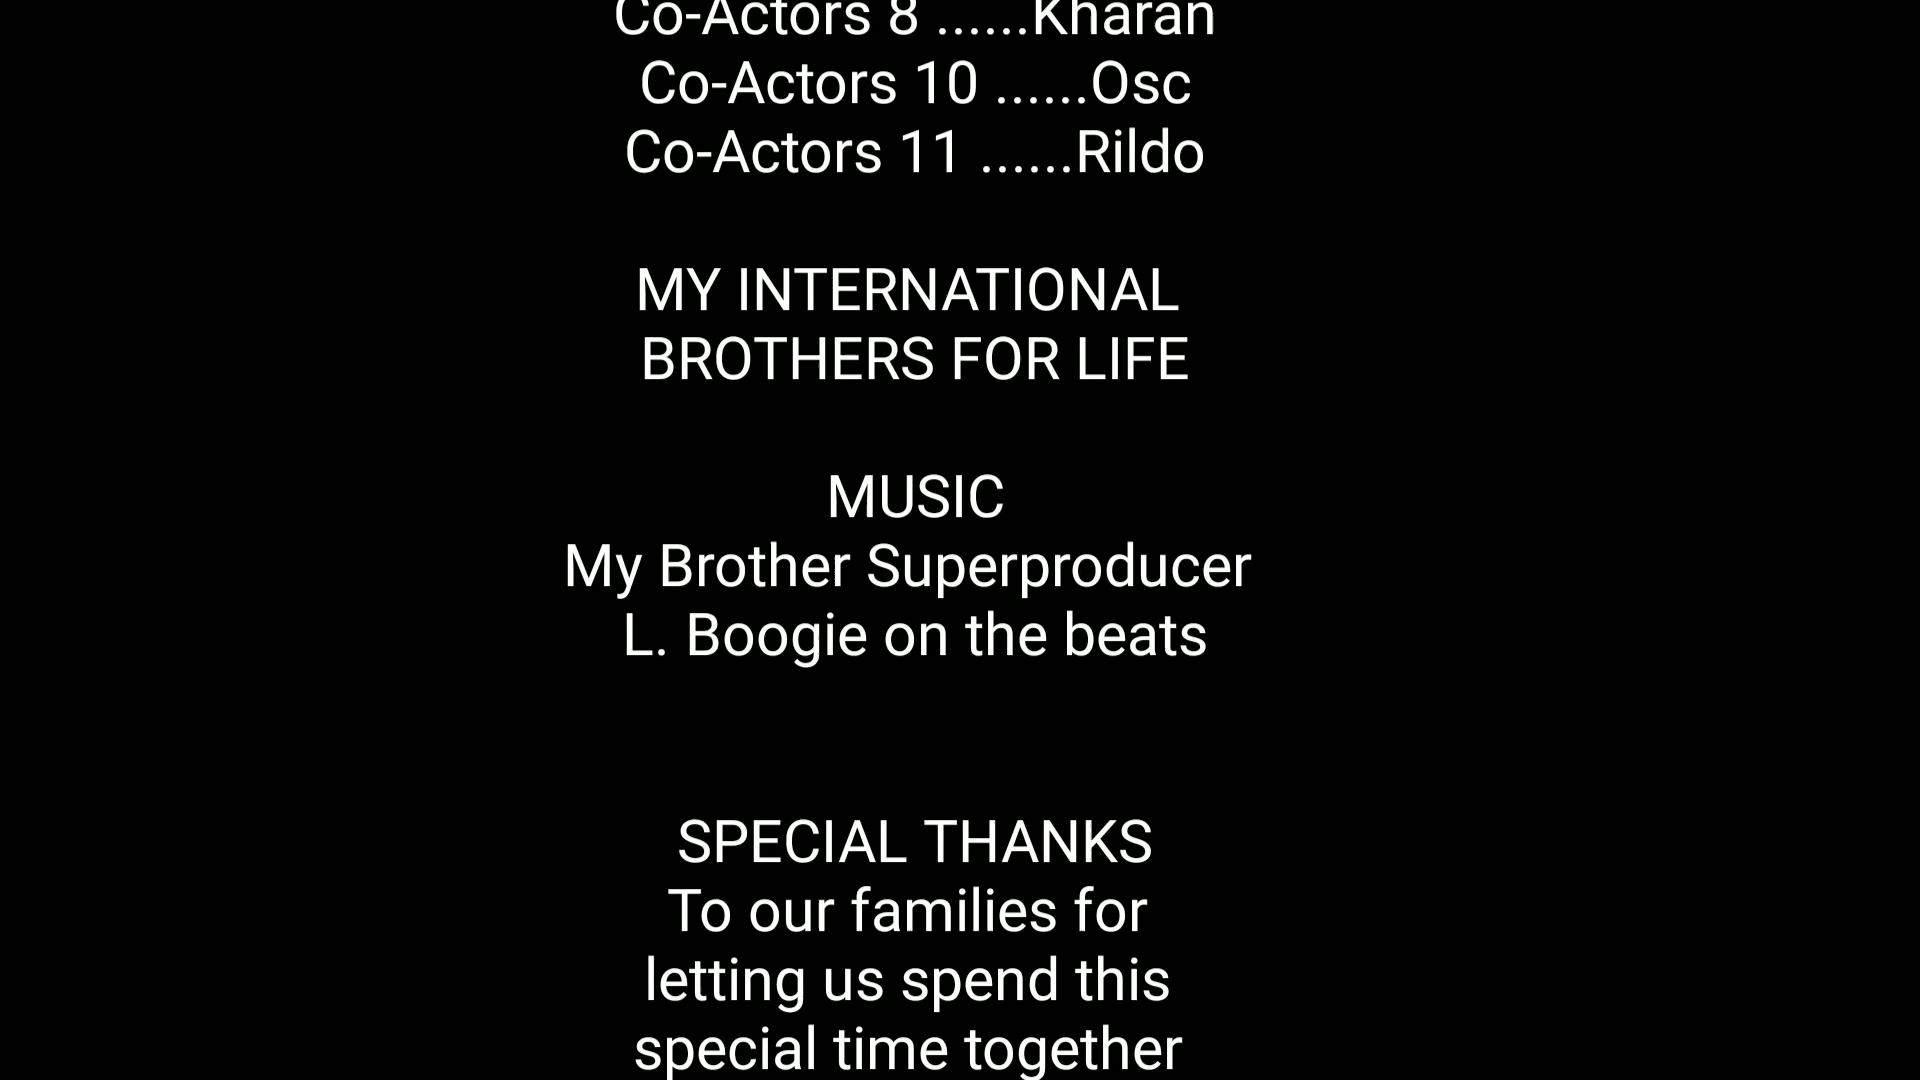 Co-Actors 8 ......Kharan
Co-Actors 10 ......Osc
Co-Actors 11 ......Rildo
MY INTERNATIONAL
BROTHERS FOR LIFE
MUSIC
My Brother Superproducer
L. Boogie on the beats
SPECIAL THANKS
To our families for
letting us spend this
special time together